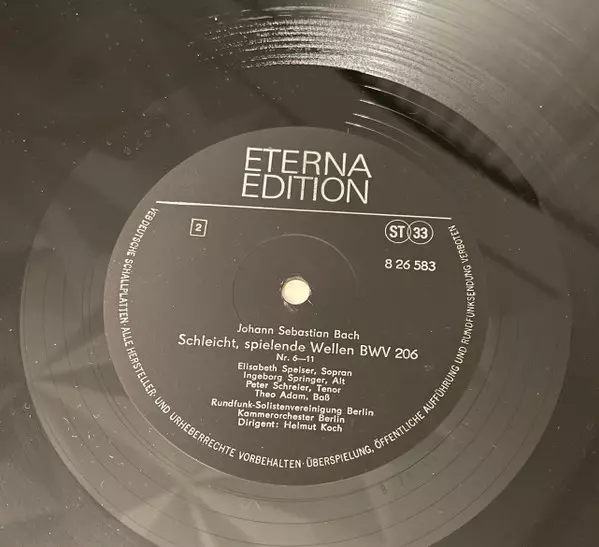 ETERNA
EDITION
2
ST 33
8 26 583
Johann Sebastian Bach
Schleicht, spielende Wellen BWV 206
Nr. 6—11
Elisabeth Speiser, Sopran
Ingeborg Springer, Alt
Peter Schreier, Tenor
Theo Adam, Baß
Rundfunk-Solistenvereinigung Berlin
Kammerorchester Berlin
Dirigent: Helmut Koch
VEB DEUTSCHE SCHALLPLATTEN · ALLE HERSTELLER- UND URHEBERRECHTE VORBEHALTEN · ÜBERSPIELUNG, ÖFFENTLICHE AUFFÜHRUNG UND RUNDFUNKSENDUNG VERBOTEN